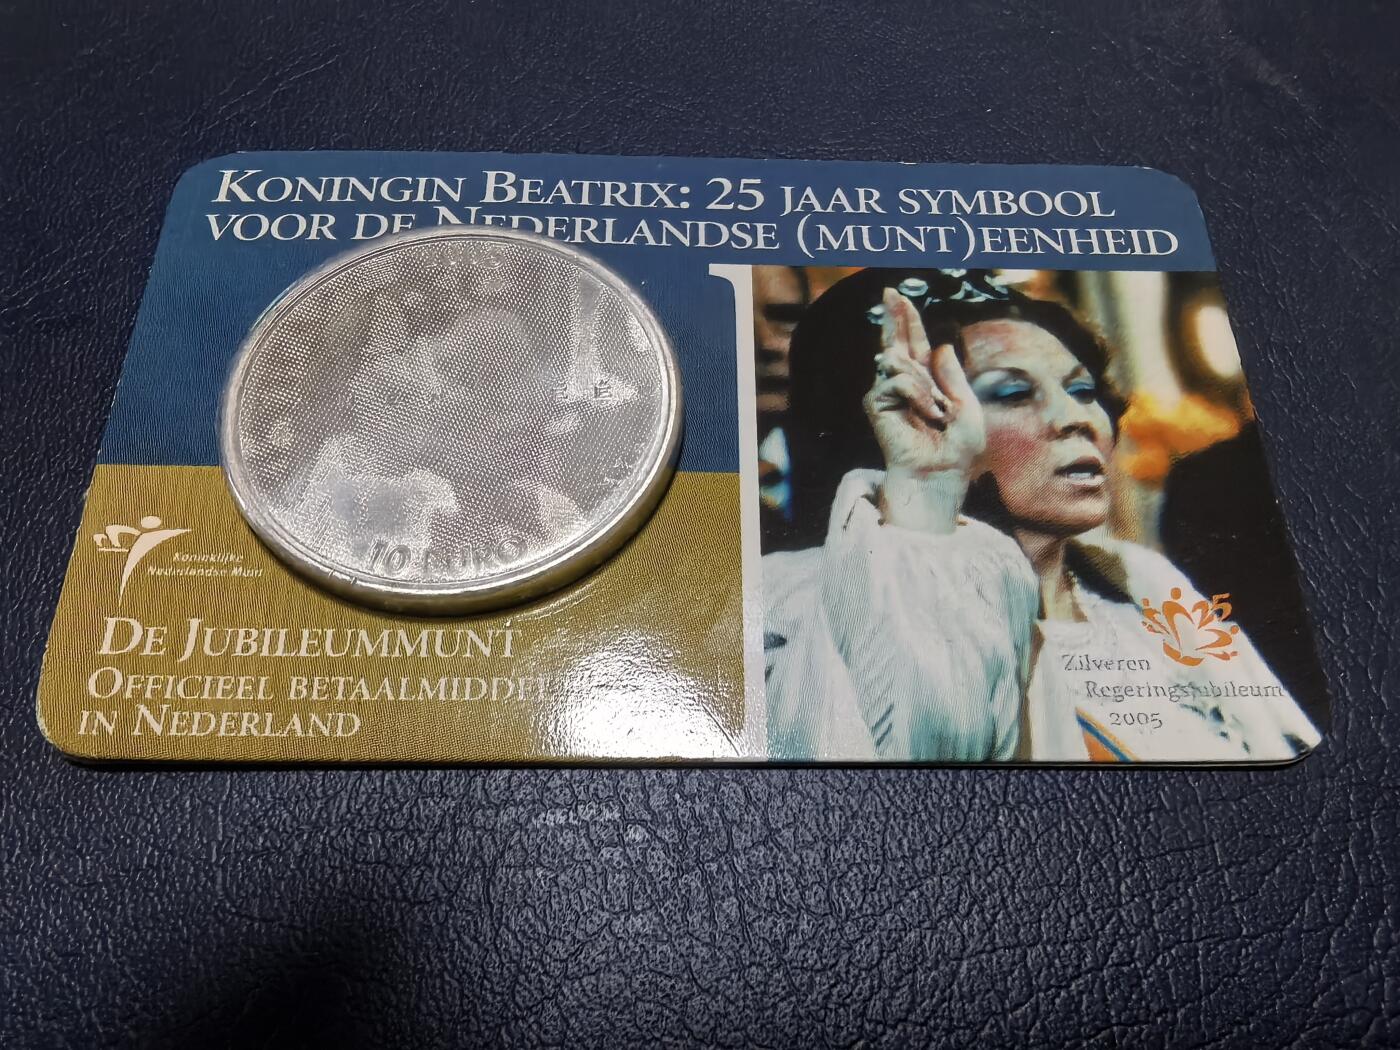 KONINGIN BEATRIX: 25 JAAR SYMBOOL
VOOR DE NEDERLANDSE (MUNT)EENHEID
10 EURO
Koninklijke
Nederlandse Munt
DE JUBILEUMMUNT
OFFICIEEL BETAALMIDDEL
IN NEDERLAND
25
Zilveren
Regeringsjubileum
2005